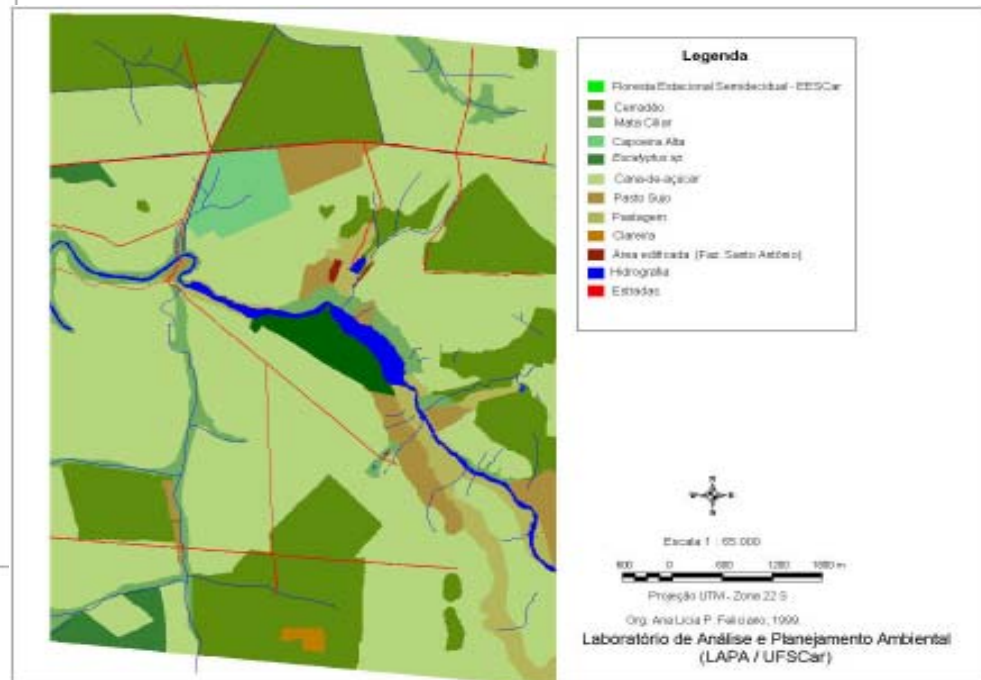 Legenda
Floresta Estacional Semidecidual - EESCar
Cerradão
Mata Ciliar
Capoeira Alta
Eucalyptus sp
Cana-de-açúcar
Pasto Sujo
Pastagem
Clareira
Área edificada (Faz. Santo Antônio)
Hidrografia
Estradas
N
W E
S
Escala 1 : 65.000
600 0 600 1200 1800 m
Projeção UTM - Zona 22 S
Org. Ana Licia P. Feliciano, 1999.
Laboratório de Análise e Planejamento Ambiental
(LAPA / UFSCar)